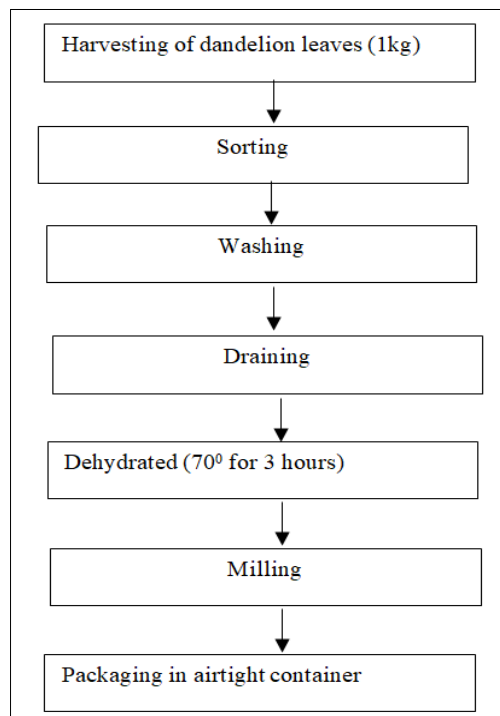 Harvesting of dandelion leaves (1kg)
Sorting
Washing
Draining
Dehydrated (70⁰ for 3 hours)
Milling
Packaging in airtight container